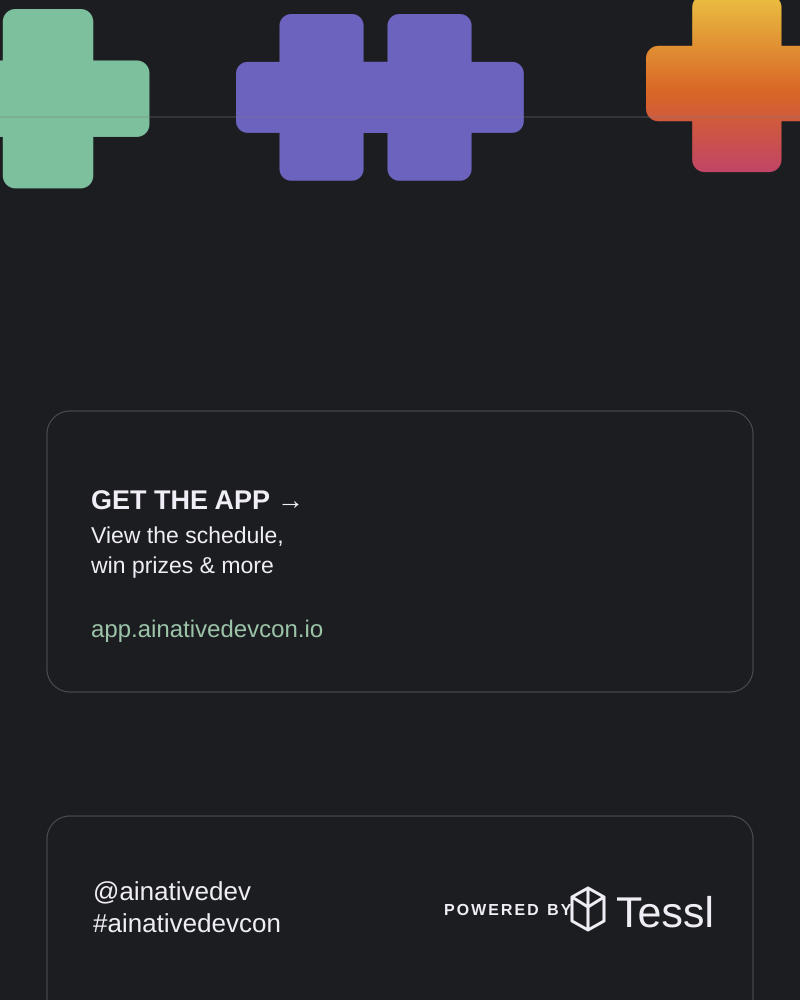 GET THE APP →
View the schedule,
win prizes & more
app.ainativedevcon.io
@ainativedev
#ainativedevcon
POWERED BY Tessl